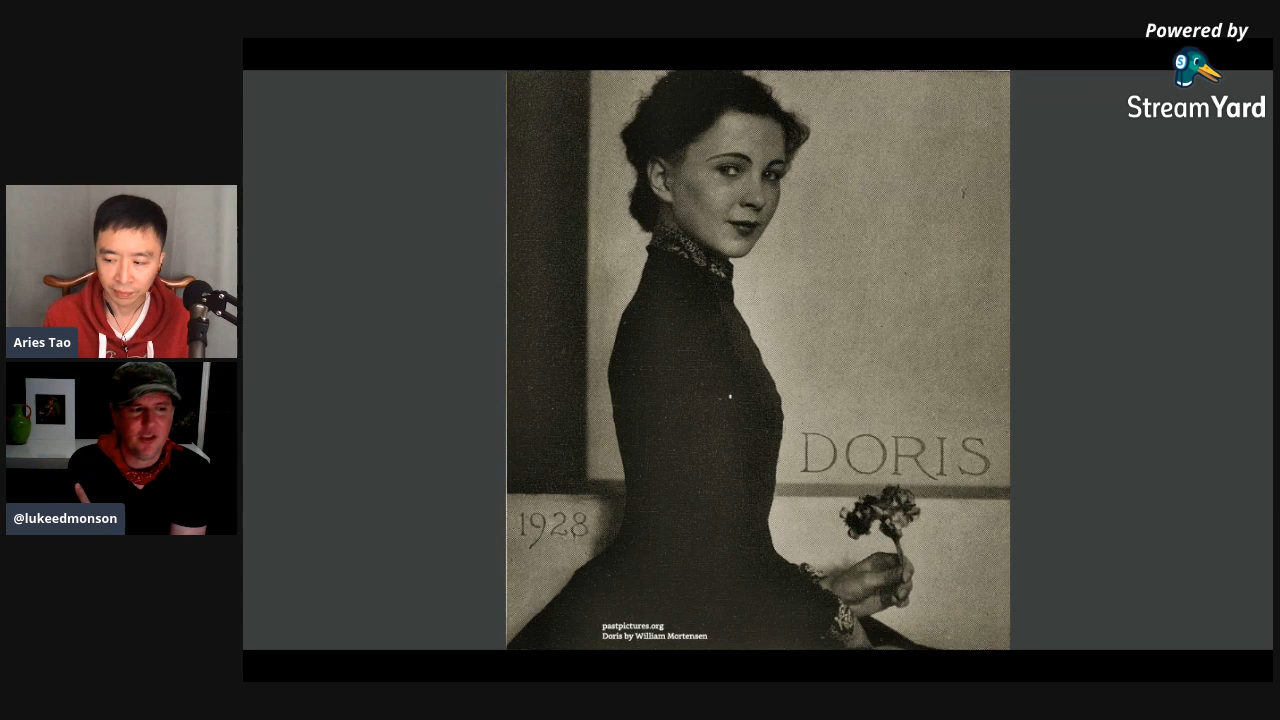 Powered by
StreamYard
Aries Tao
@lukeedmonson
DORIS
1928
pastpictures.org
Doris by William Mortensen